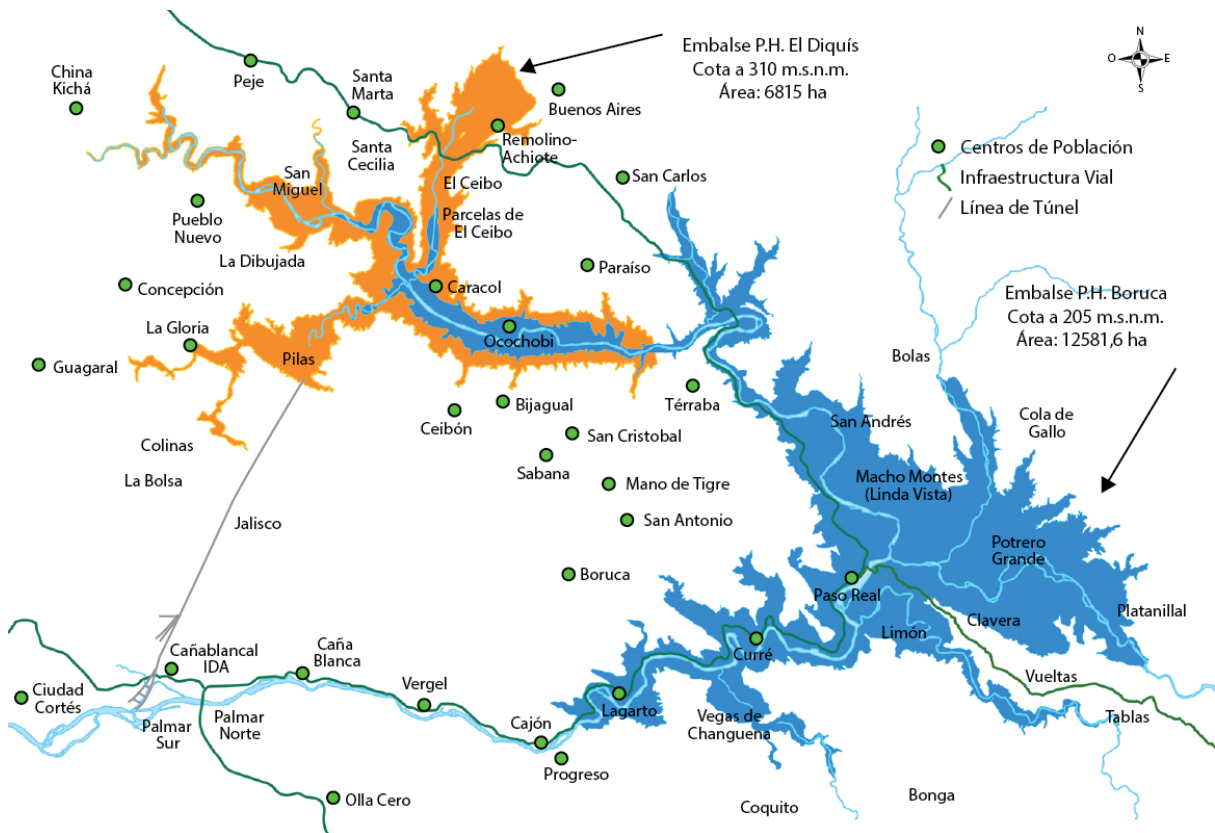 N
O
E
S
Embalse P.H. El Diquís
Cota a 310 m.s.n.m.
Área: 6815 ha
China
Kichá
Peje
Santa
Marta
Buenos Aires
Remolino-
Achiote
Santa
Cecilia
Centros de Población
Infraestructura Vial
Línea de Túnel
San
Miguel
El Ceibo
San Carlos
Pueblo
Nuevo
Parcelas de
El Ceibo
La Dibujada
Paraíso
Concepción
Caracol
Embalse P.H. Boruca
Cota a 205 m.s.n.m.
Área: 12581,6 ha
La Gloria
Ocochobi
Pilas
Guagaral
Bolas
Térraba
Bijagual
Ceibón
San Andrés
Cola de
Gallo
Colinas
San Cristobal
Sabana
La Bolsa
Macho Montes
(Linda Vista)
Mano de Tigre
Jalisco
San Antonio
Potrero
Grande
Boruca
Paso Real
Platanillal
Clavera
Limón
Curré
Cañablancal
IDA
Caña
Blanca
Vueltas
Ciudad
Cortés
Vergel
Lagarto
Tablas
Palmar
Sur
Palmar
Norte
Cajón
Vegas de
Changuena
Progreso
Olla Cero
Coquito
Bonga